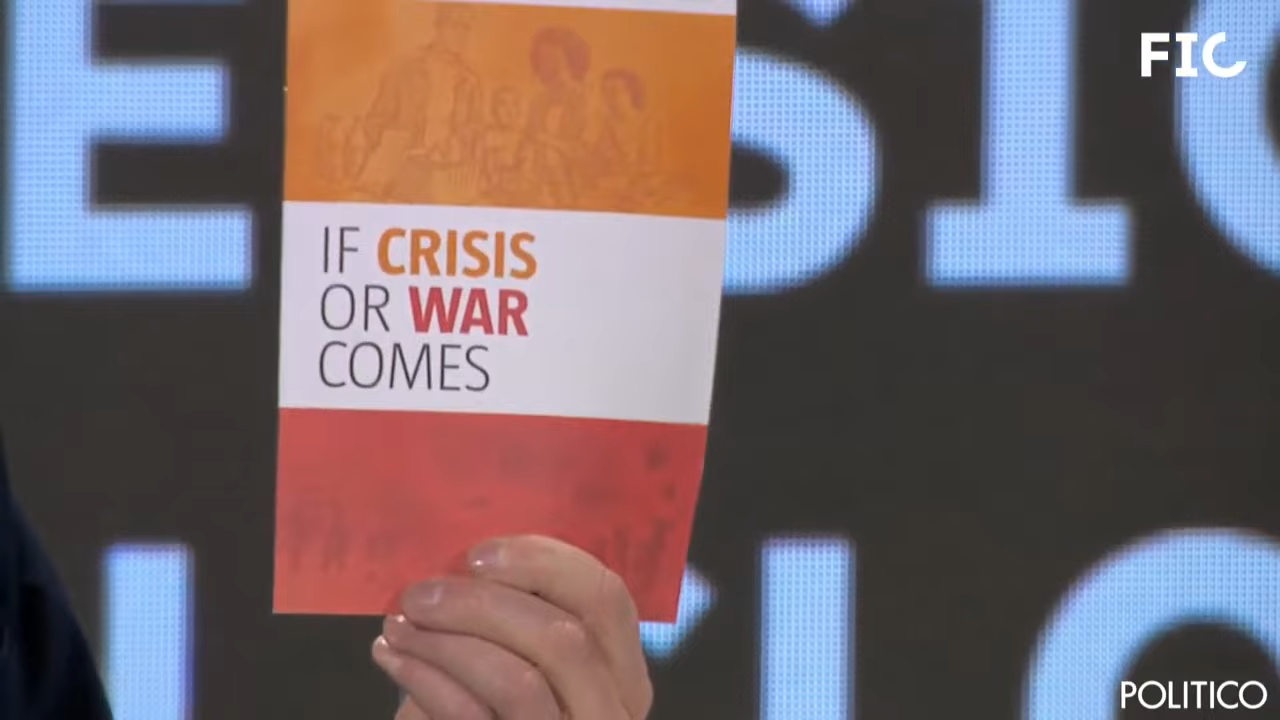 FIC
IF CRISIS
OR WAR
COMES
POLITICO